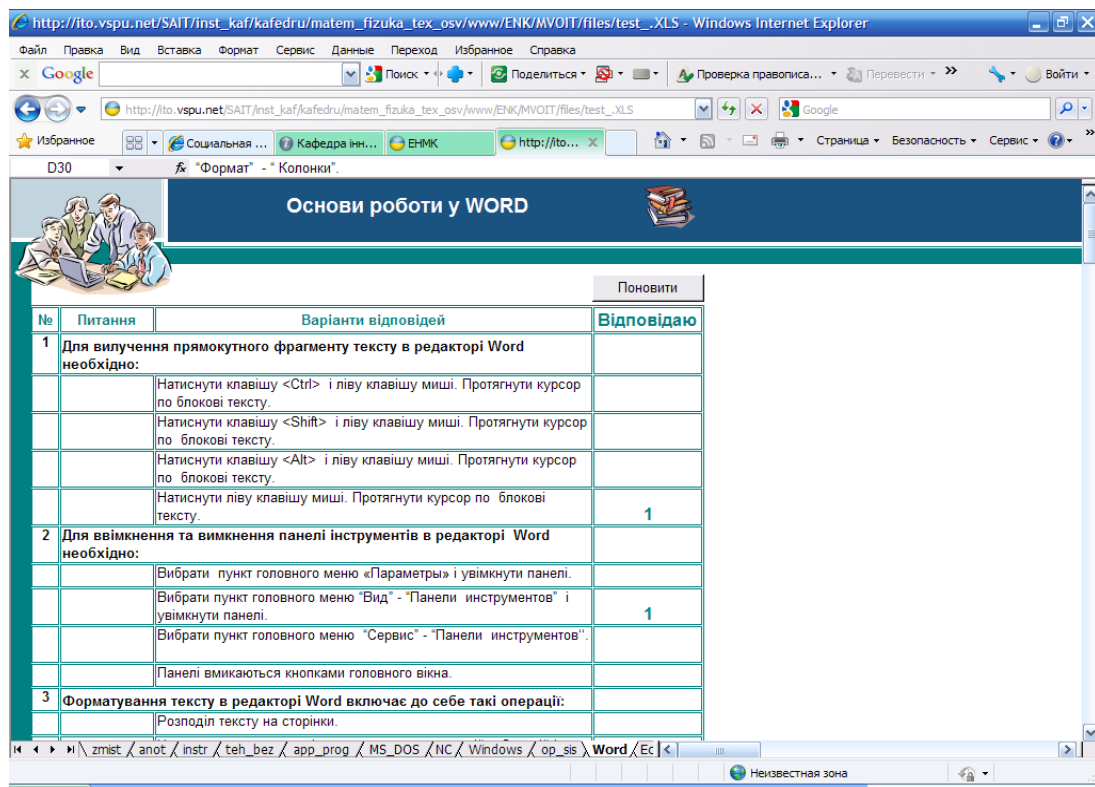 http://ito.vspu.net/SAIT/inst_kaf/kafedru/matem_fizuka_tex_osv/www/ENK/MVOIT/files/test_.XLS - Windows Internet Explorer
Файл Правка Вид Вставка Формат Сервис Данные Переход Избранное Справка
x Google Поиск Поделиться Проверка правописа... Перевести » Войти
http://ito.vspu.net/SAIT/inst_kaf/kafedru/matem_fizuka_tex_osv/www/ENK/MVOIT/files/test_.XLS Google
Избранное Социальная ... Кафедра інн... ЕНМК http://ito... x Страница Безопасность Сервис »
D30 fx “Формат” - “ Колонки”.
Основи роботи у WORD
Поновити
№ Питання Варіанти відповідей Відповідаю
1 Для вилучення прямокутного фрагменту тексту в редакторі Word
необхідно:
Натиснути клавішу <Ctrl> і ліву клавішу миші. Протягнути курсор
по блокові тексту.
Натиснути клавішу <Shift> і ліву клавішу миші. Протягнути курсор
по блокові тексту.
Натиснути клавішу <Alt> і ліву клавішу миші. Протягнути курсор
по блокові тексту.
Натиснути ліву клавішу миші. Протягнути курсор по блокові
тексту. 1
2 Для ввімкнення та вимкнення панелі інструментів в редакторі Word
необхідно:
Вибрати пункт головного меню «Параметры» і увімкнути панелі.
Вибрати пункт головного меню “Вид” - “Панели инструментов” і
увімкнути панелі. 1
Вибрати пункт головного меню “Сервис” - “Панели инструментов”.
Панелі вмикаються кнопками головного вікна.
3 Форматування тексту в редакторі Word включає до себе такі операції:
Розподіл тексту на сторінки.
zmist / anot / instr / teh_bez / app_prog / MS_DOS / NC / Windows / op_sis \ Word / Ec
Неизвестная зона